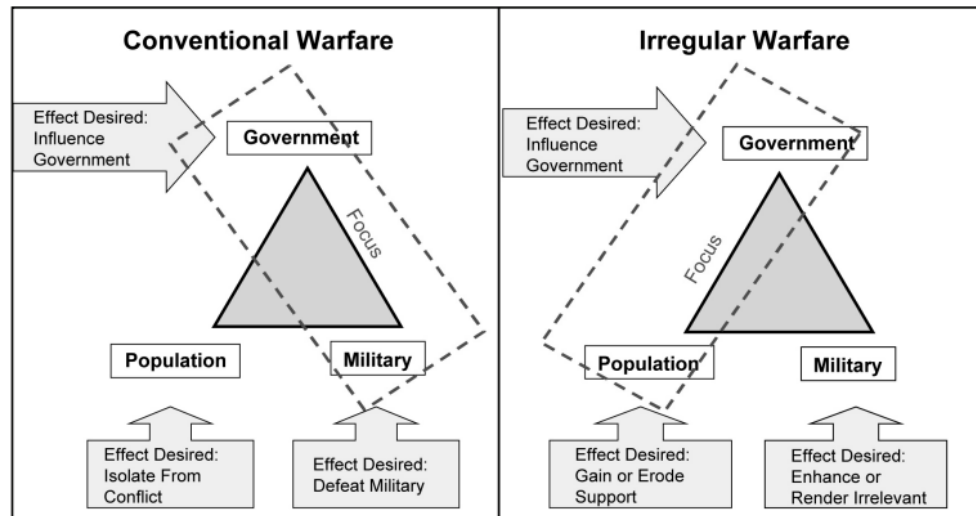 Conventional Warfare
Effect Desired:
Influence
Government
Government
Focus
Population
Military
Effect Desired:
Isolate From
Conflict
Effect Desired:
Defeat Military
Irregular Warfare
Effect Desired:
Influence
Government
Government
Focus
Population
Military
Effect Desired:
Gain or Erode
Support
Effect Desired:
Enhance or
Render Irrelevant